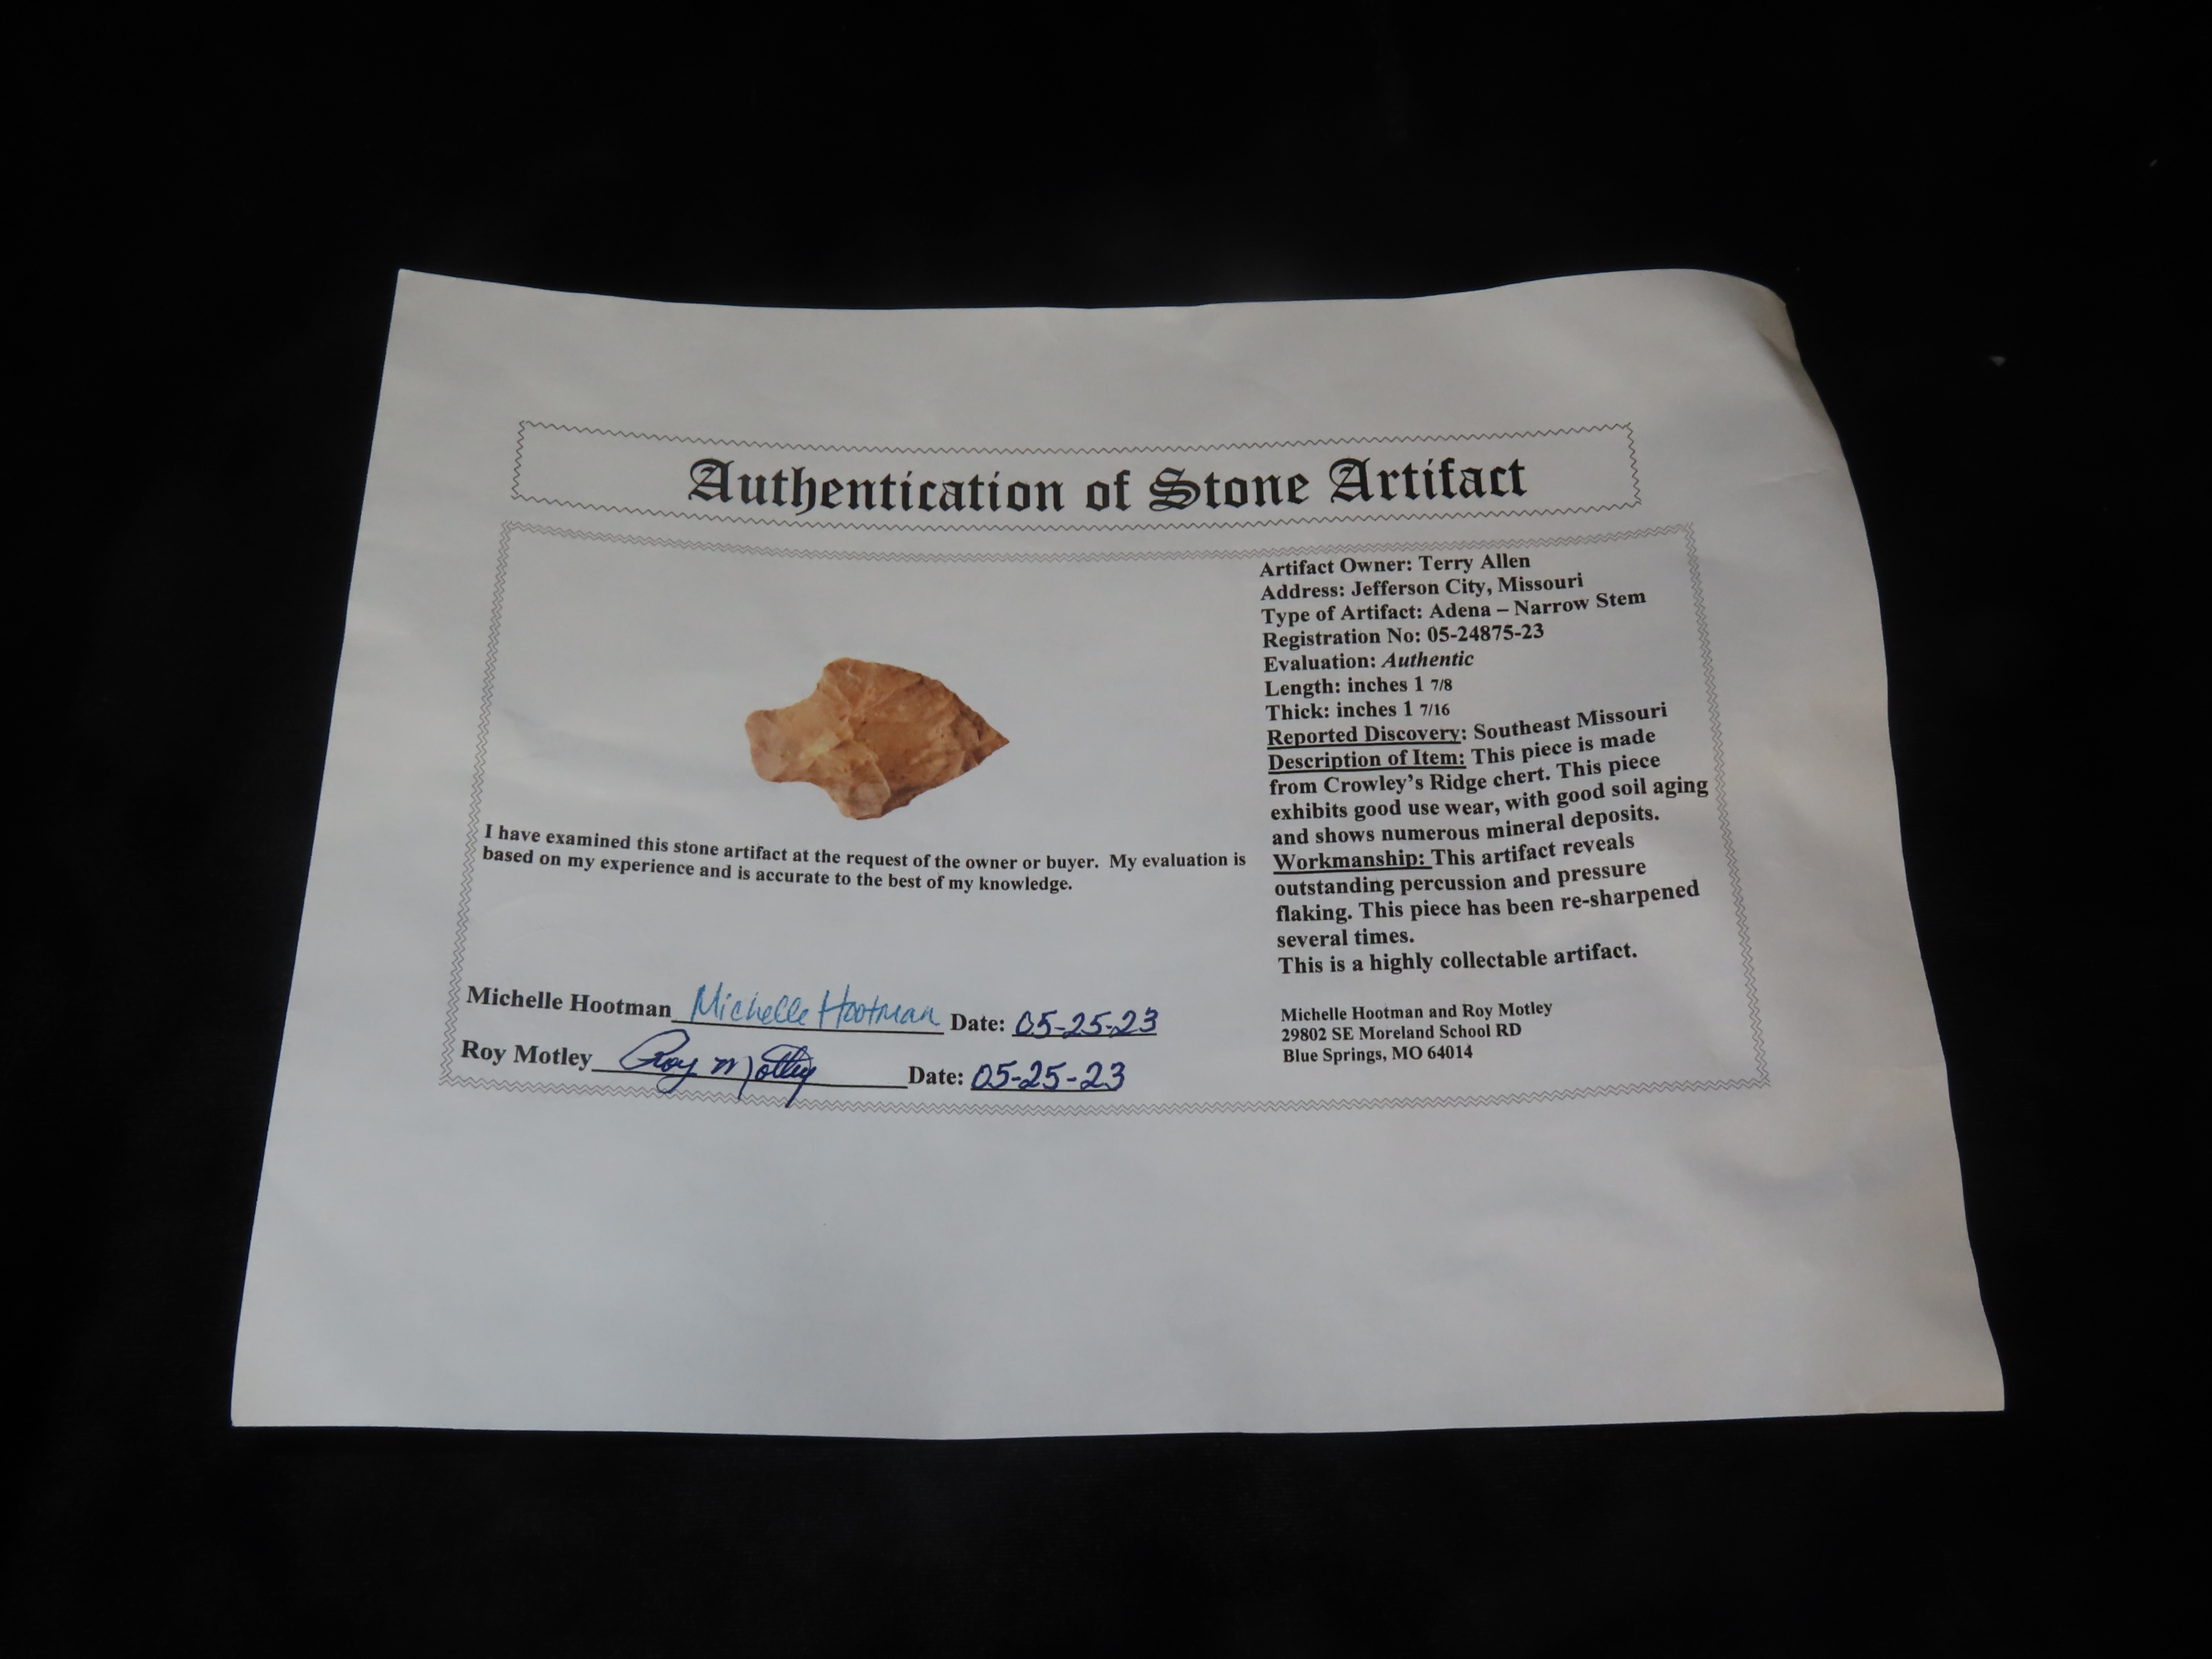 Authentication of Stone Artifact
Artifact Owner: Terry Allen
Address: Jefferson City, Missouri
Type of Artifact: Adena – Narrow Stem
Registration No: 05-24875-23
Evaluation: Authentic
Length: inches 1 7/8
Thick: inches 1 7/16
Reported Discovery: Southeast Missouri
Description of Item: This piece is made
from Crowley's Ridge chert. This piece
exhibits good use wear, with good soil aging
and shows numerous mineral deposits.
Workmanship: This artifact reveals
outstanding percussion and pressure
flaking. This piece has been re-sharpened
several times.
This is a highly collectable artifact.
I have examined this stone artifact at the request of the owner or buyer. My evaluation is
based on my experience and is accurate to the best of my knowledge.
Michelle Hootman Michelle Hootman Date: 05-25-23
Roy Motley Roy Motley Date: 05-25-23
Michelle Hootman and Roy Motley
29802 SE Moreland School RD
Blue Springs, MO 64014